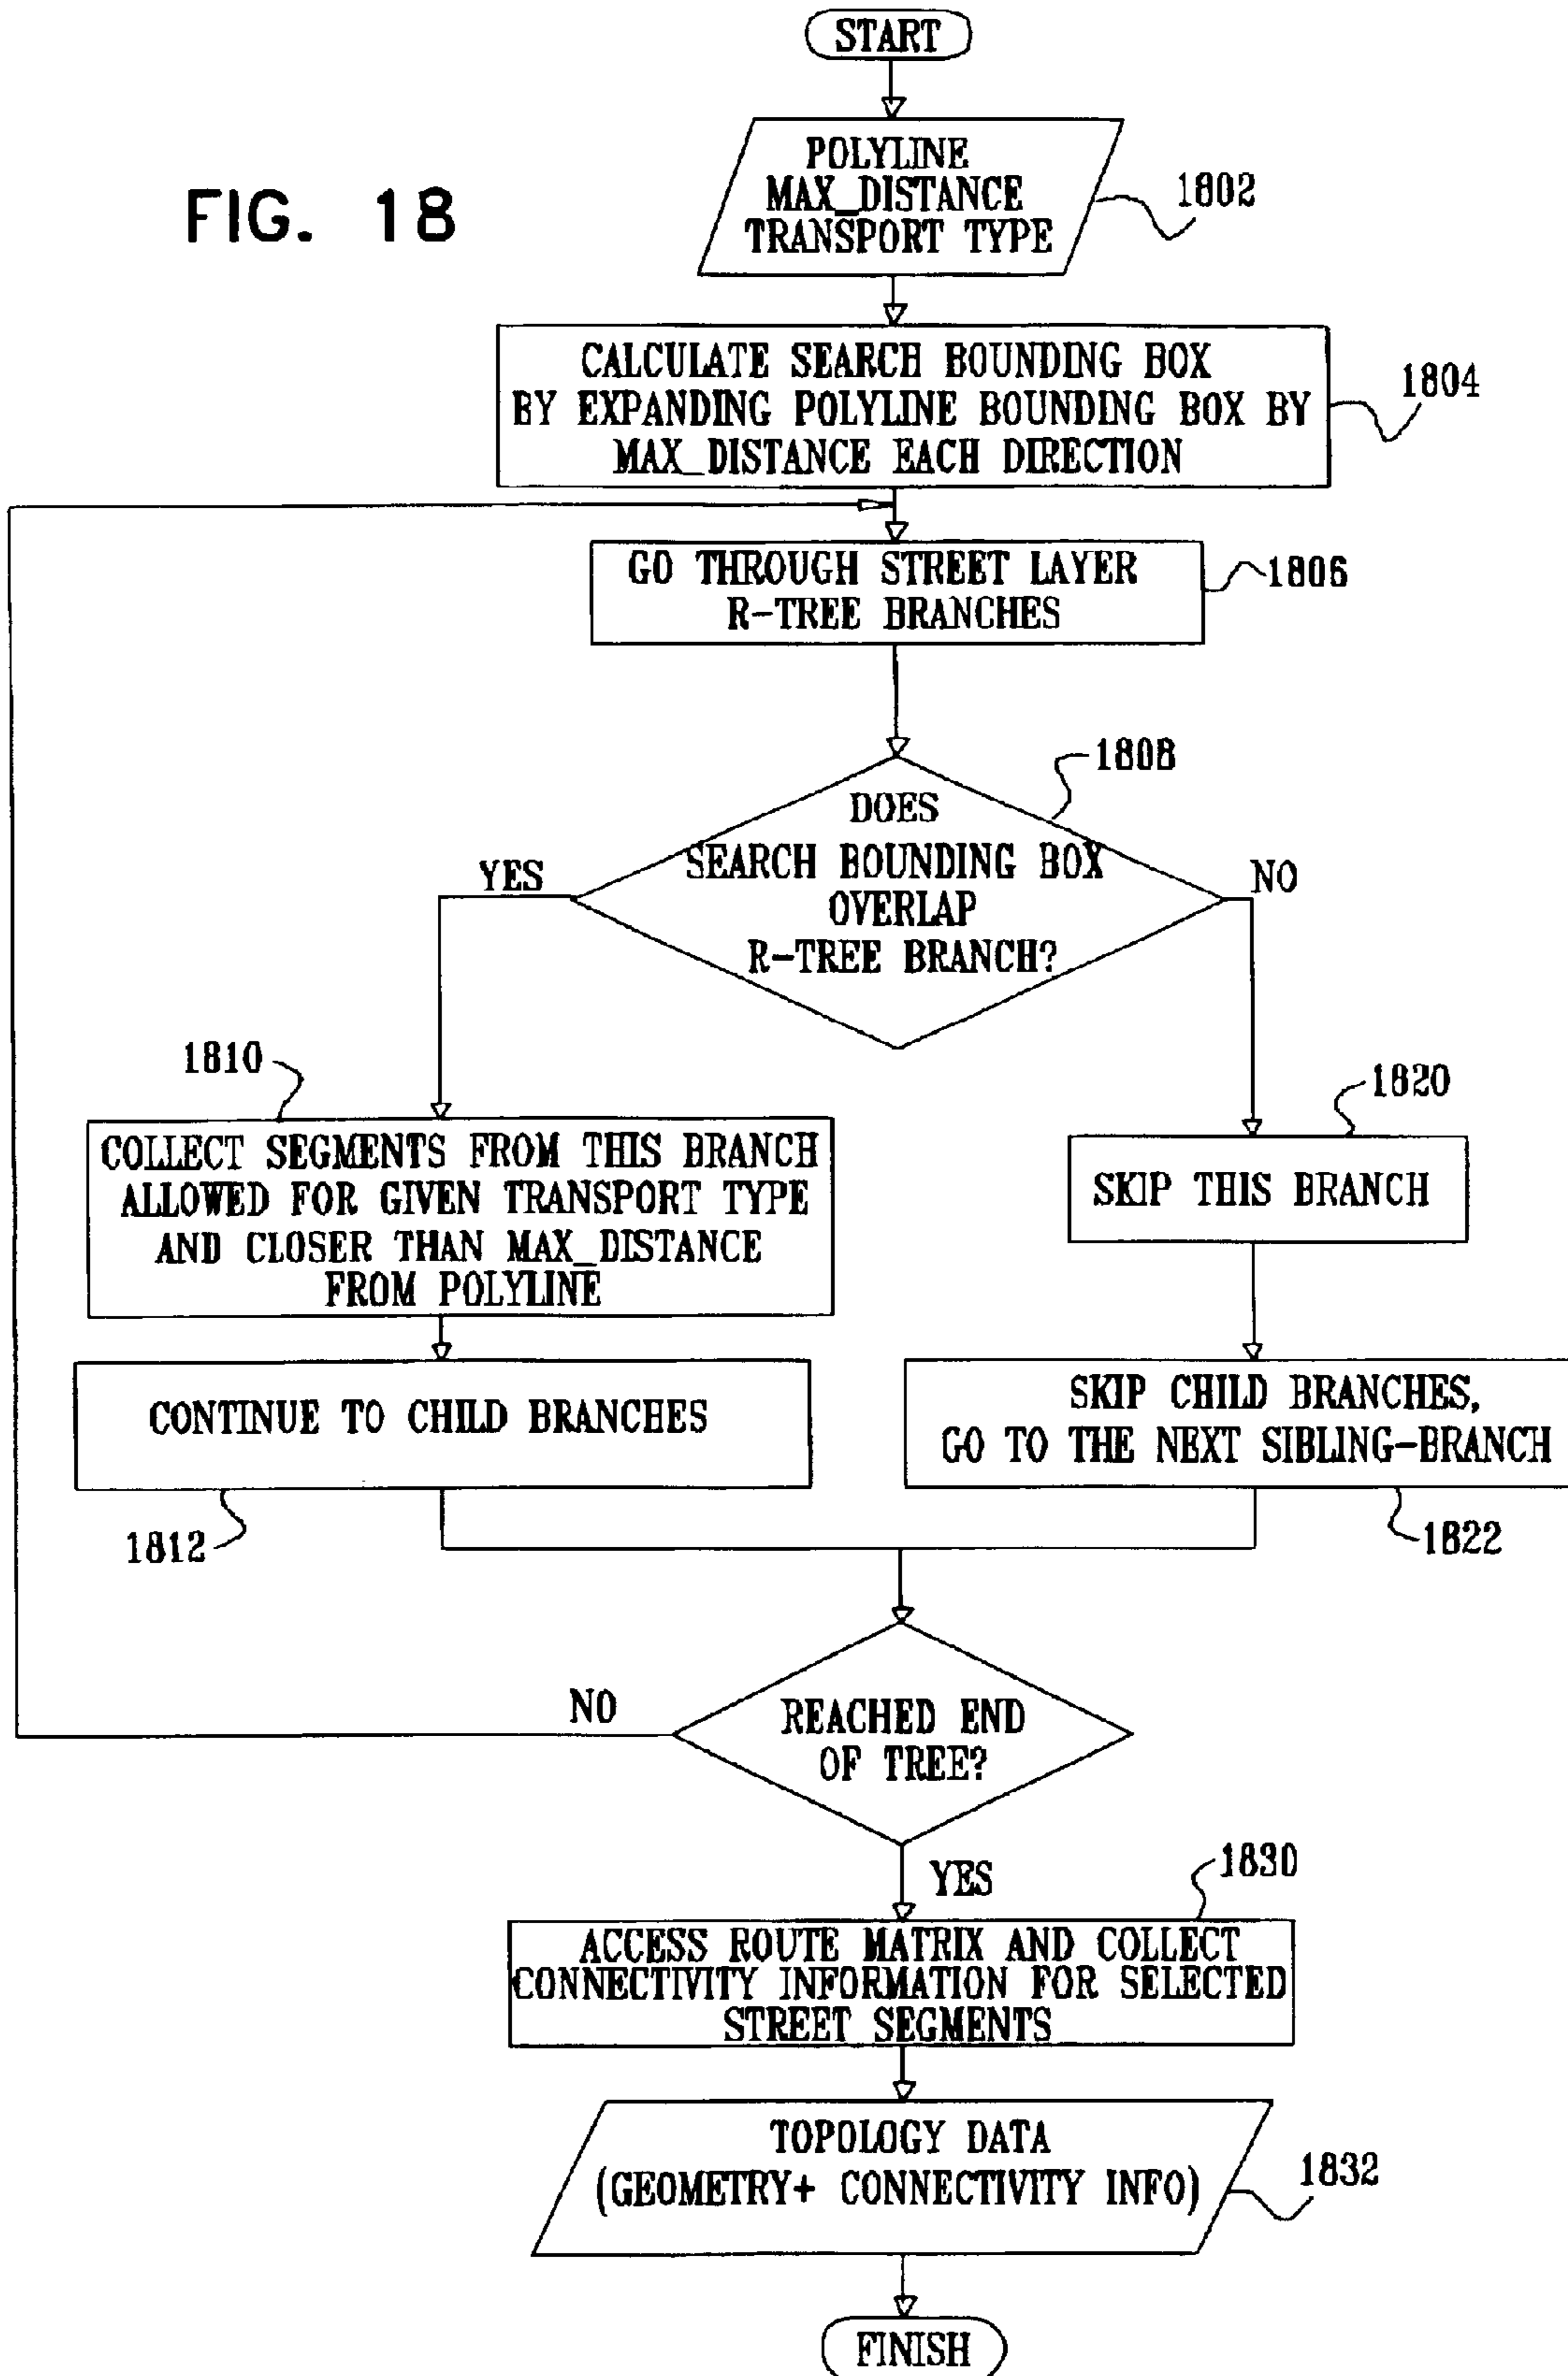 START
FIG. 18
POLYLINE
MAX_DISTANCE
TRANSPORT TYPE
1802
CALCULATE SEARCH BOUNDING BOX
BY EXPANDING POLYLINE BOUNDING BOX BY
MAX_DISTANCE EACH DIRECTION
1804
GO THROUGH STREET LAYER
R-TREE BRANCHES
1806
1808
DOES
SEARCH BOUNDING BOX
OVERLAP
R-TREE BRANCH?
YES
NO
1810
COLLECT SEGMENTS FROM THIS BRANCH
ALLOWED FOR GIVEN TRANSPORT TYPE
AND CLOSER THAN MAX_DISTANCE
FROM POLYLINE
1820
SKIP THIS BRANCH
CONTINUE TO CHILD BRANCHES
1812
SKIP CHILD BRANCHES,
GO TO THE NEXT SIBLING-BRANCH
1822
REACHED END
OF TREE?
NO
YES
1830
ACCESS ROUTE MATRIX AND COLLECT
CONNECTIVITY INFORMATION FOR SELECTED
STREET SEGMENTS
TOPOLOGY DATA
(GEOMETRY+ CONNECTIVITY INFO)
1832
FINISH